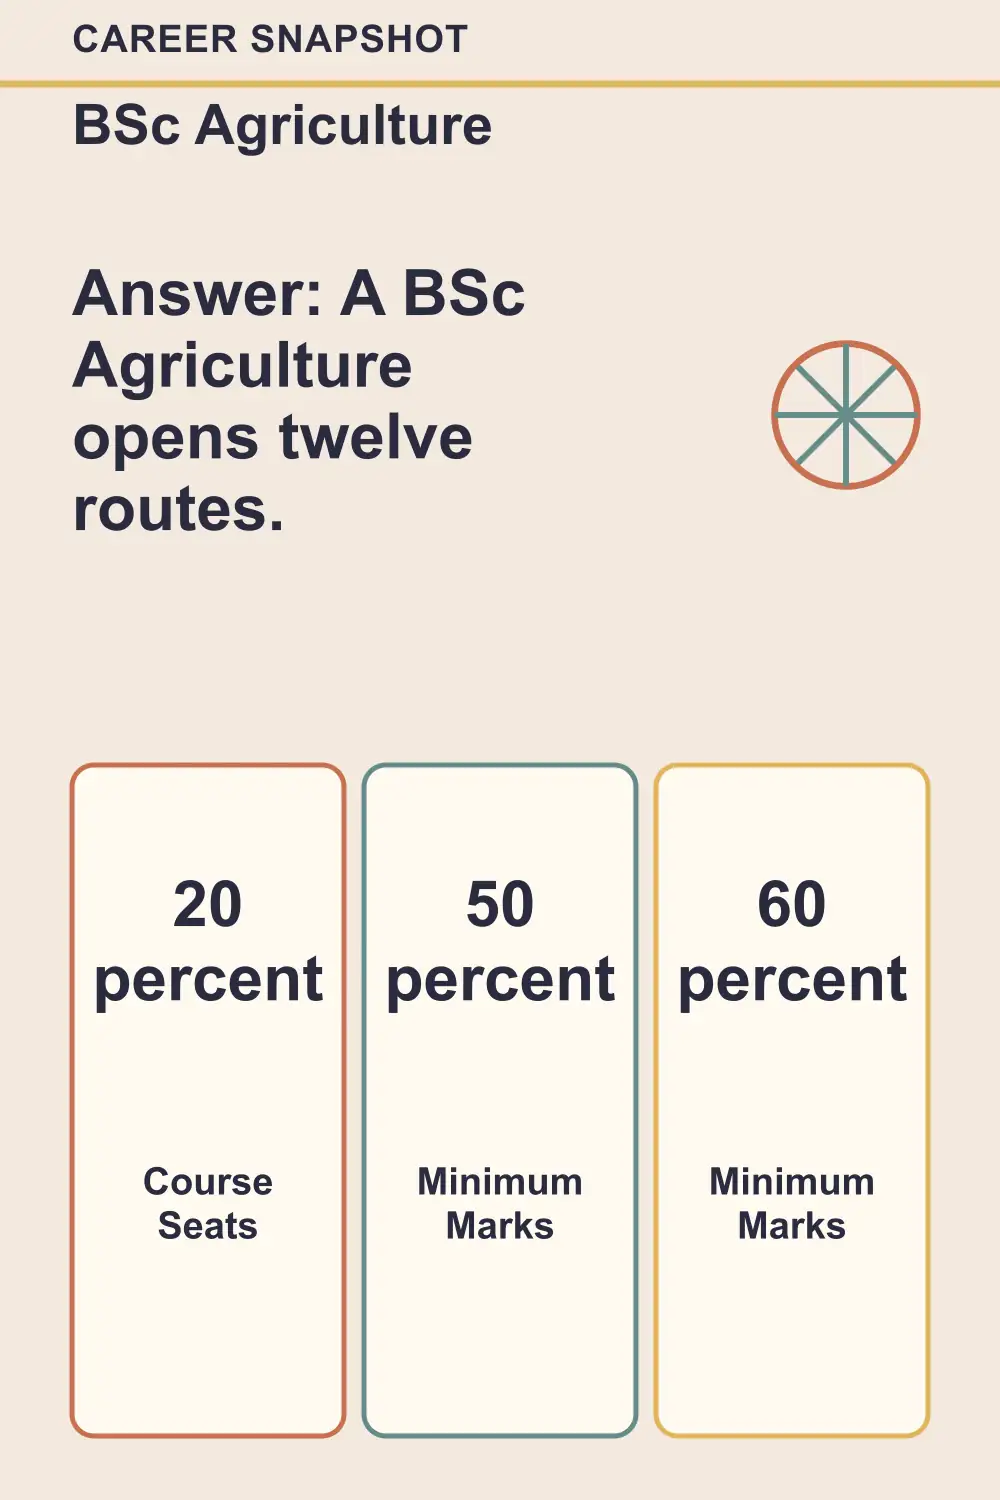 CAREER SNAPSHOT
BSc Agriculture
Answer: A BSc
Agriculture
opens twelve
routes.
20
percent
Course
Seats
50
percent
Minimum
Marks
60
percent
Minimum
Marks